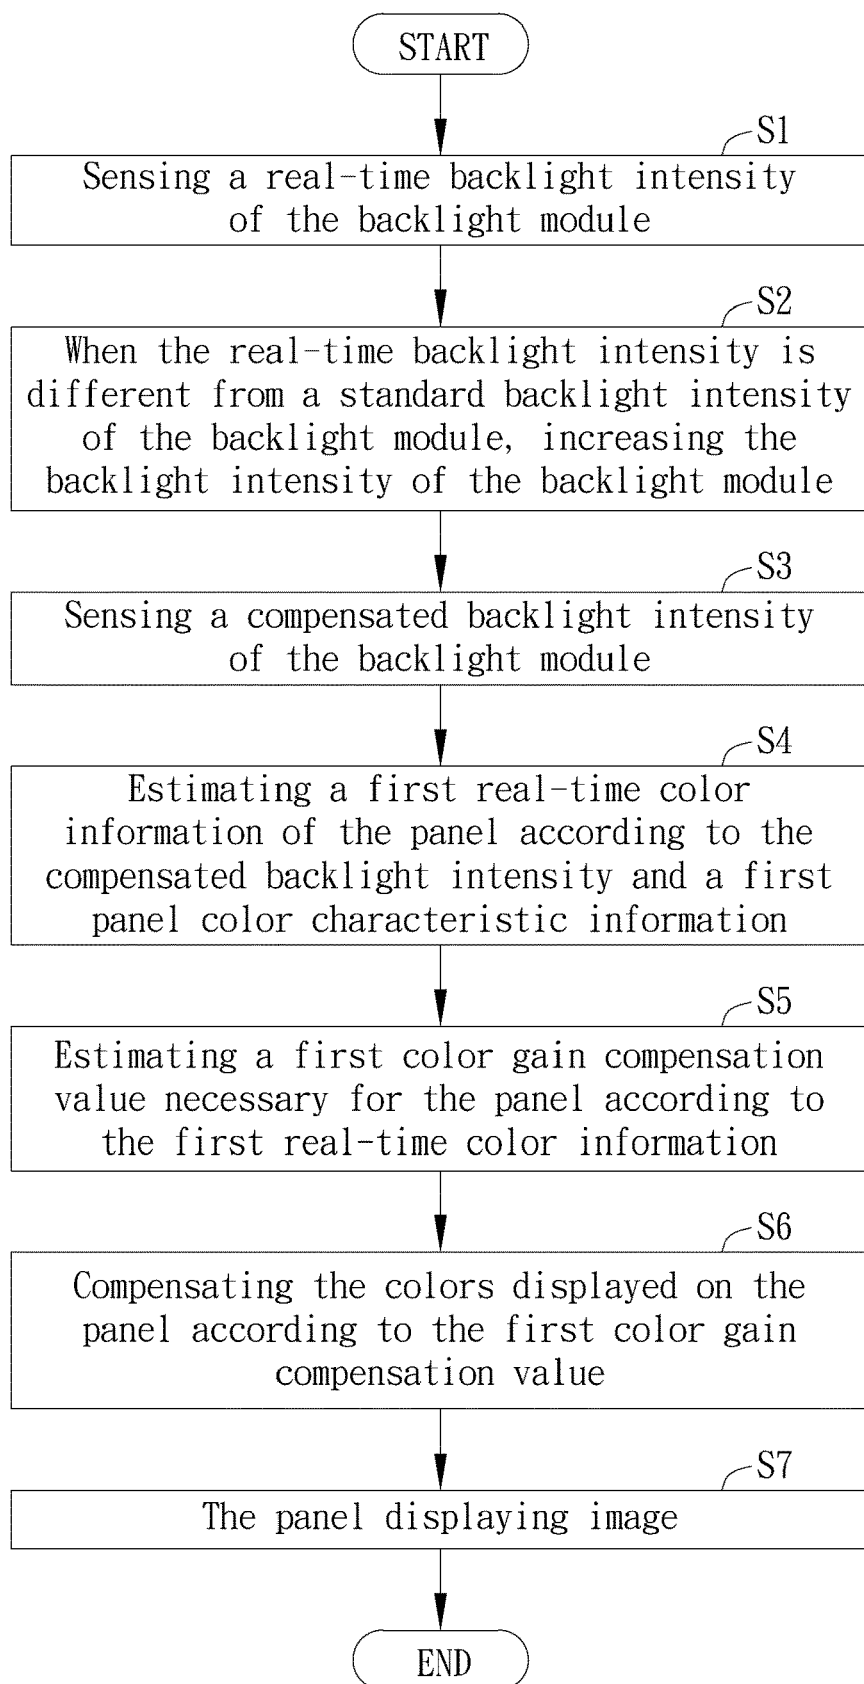 START
S1
Sensing a real-time backlight intensity
of the backlight module
S2
When the real-time backlight intensity is
different from a standard backlight intensity
of the backlight module, increasing the
backlight intensity of the backlight module
S3
Sensing a compensated backlight intensity
of the backlight module
S4
Estimating a first real-time color
information of the panel according to the
compensated backlight intensity and a first
panel color characteristic information
S5
Estimating a first color gain compensation
value necessary for the panel according to
the first real-time color information
S6
Compensating the colors displayed on the
panel according to the first color gain
compensation value
S7
The panel displaying image
END